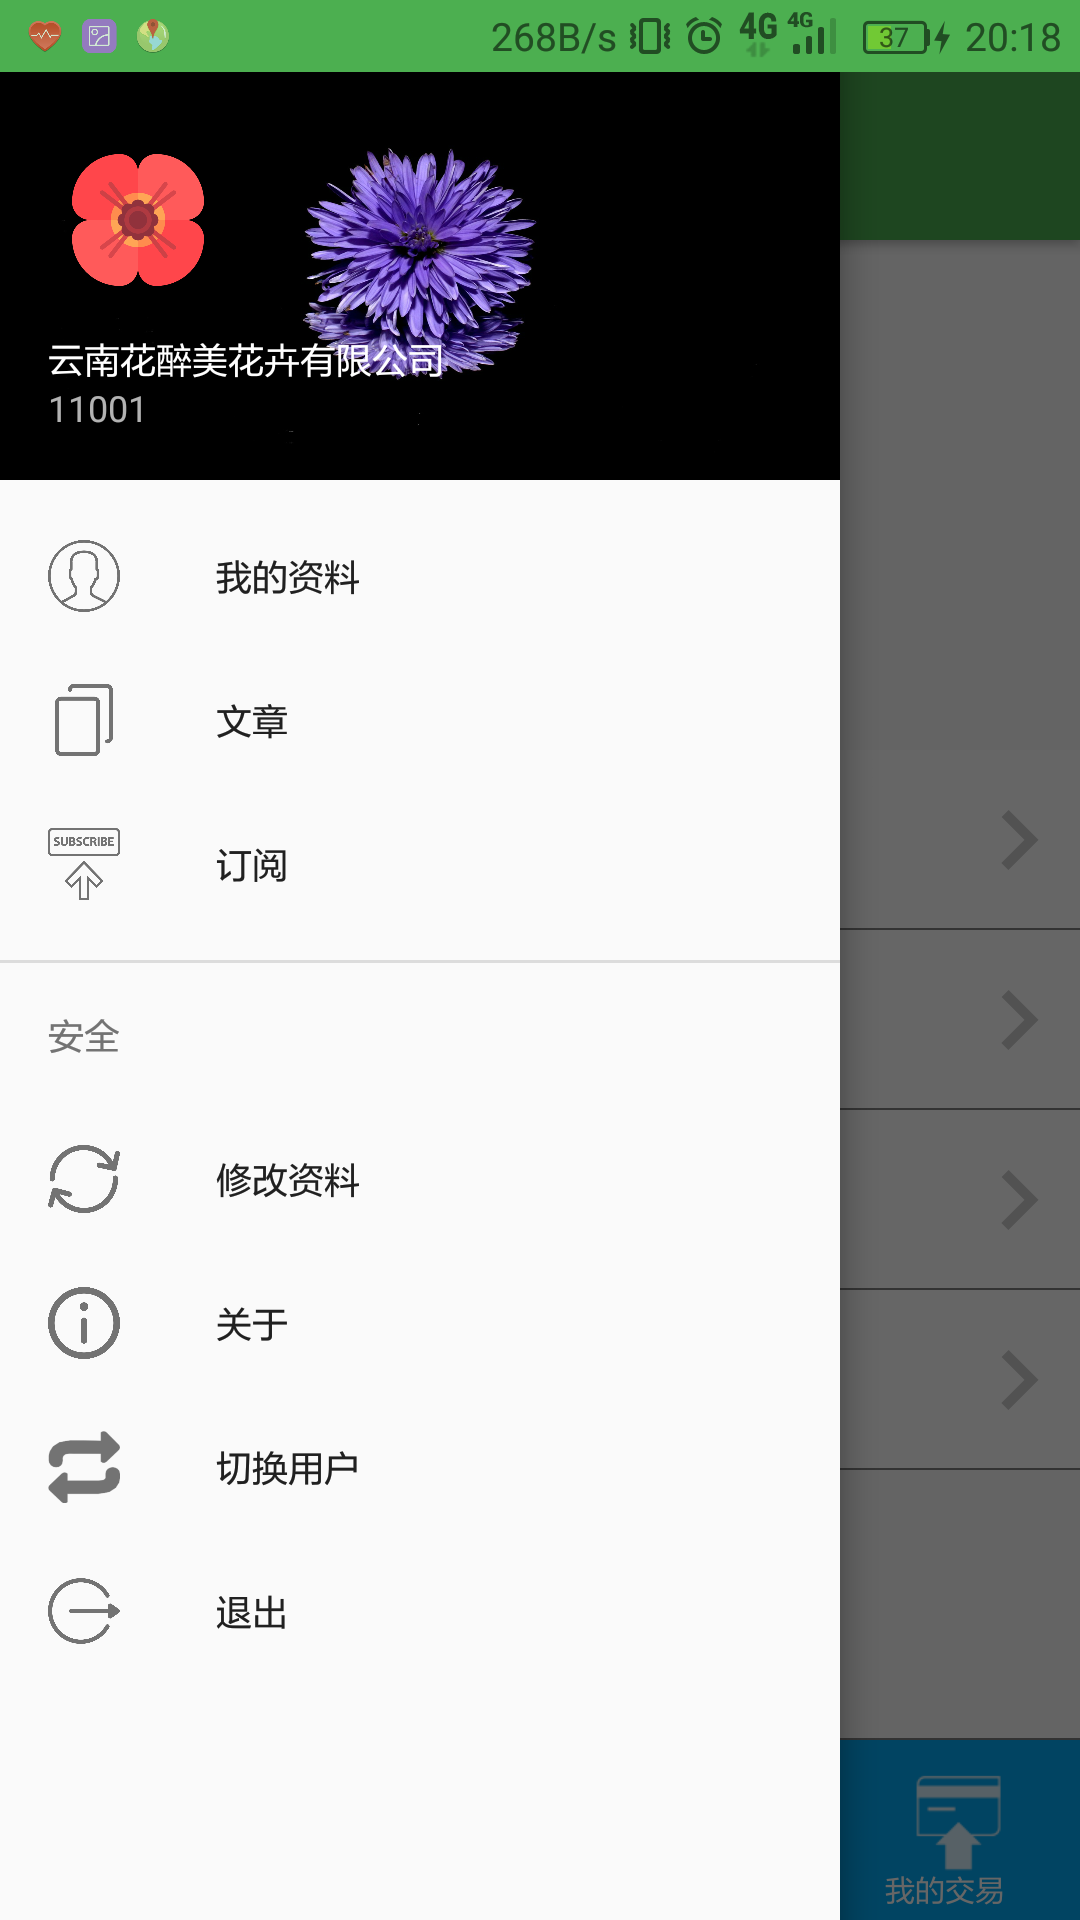 268B/s 4G 4G 37 20:18
云南花醉美花卉有限公司
11001
我的资料
文章
SUBSCRIBE
订阅
安全
修改资料
关于
切换用户
退出
我的交易